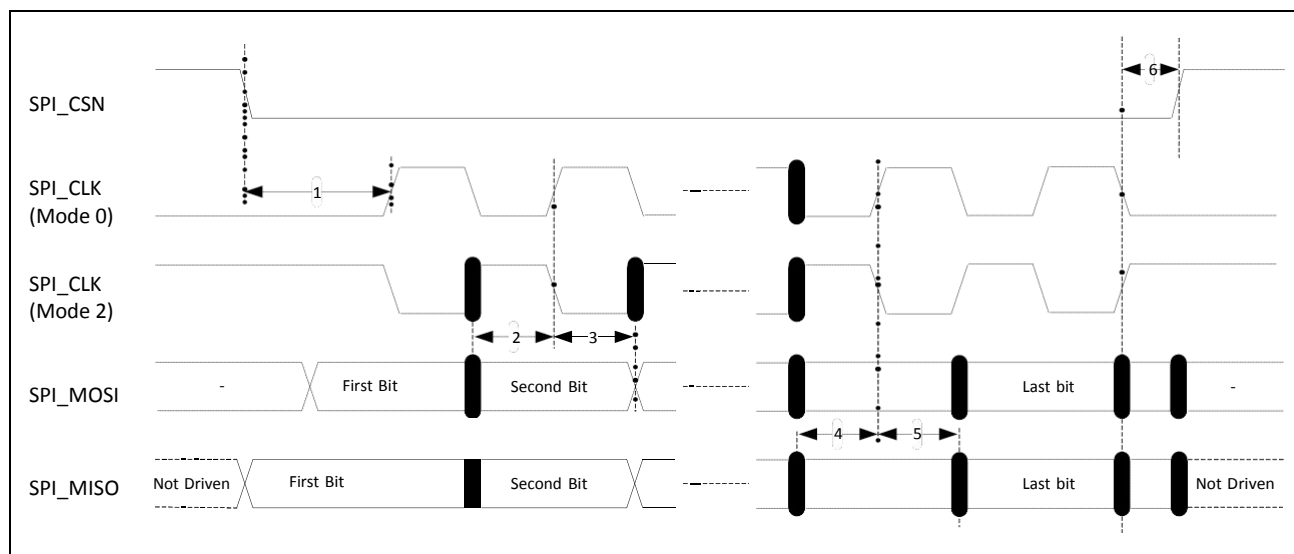 6
SPI_CSN
SPI_CLK
(Mode 0)
1
SPI_CLK
(Mode 2)
2 3
SPI_MOSI - First Bit Second Bit Last bit -
4 5
SPI_MISO Not Driven First Bit Second Bit Last bit Not Driven